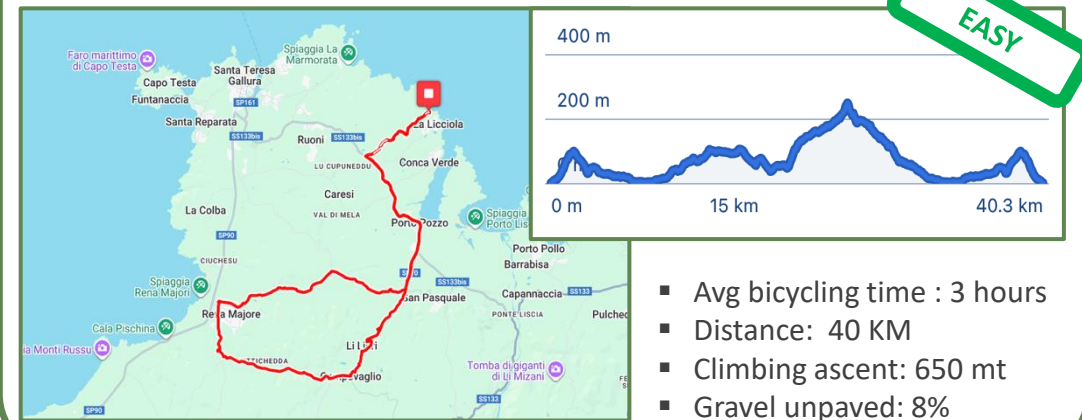 Faro marittimo
di Capo Testa
Spiaggia La
Marmorata
Santa Teresa
Gallura
Capo Testa
Funtanaccia
SP161
Santa Reparata
La Licciola
SS133bis
Ruoni
SS133bis
LU CUPUNEDDU
Conca Verde
Caresi
La Colba
VAL DI MELA
Porto Pozzo
Spiaggia
Porto Lis
SP90
Porto Pollo
Barrabisa
CIUCHESU
Spiaggia
Rena Majori
SS133bis
San Pasquale
Capannaccia
SS133
Rena Majore
PONTE LISCIA
Pulche
Cala Pischina
ia Monti Russu
Tomba di giganti
di Li Mizani
SP90
EASY
400 m
200 m
0 m
15 km
40.3 km
▪ Avg bicycling time : 3 hours
▪ Distance: 40 KM
▪ Climbing ascent: 650 mt
▪ Gravel unpaved: 8%